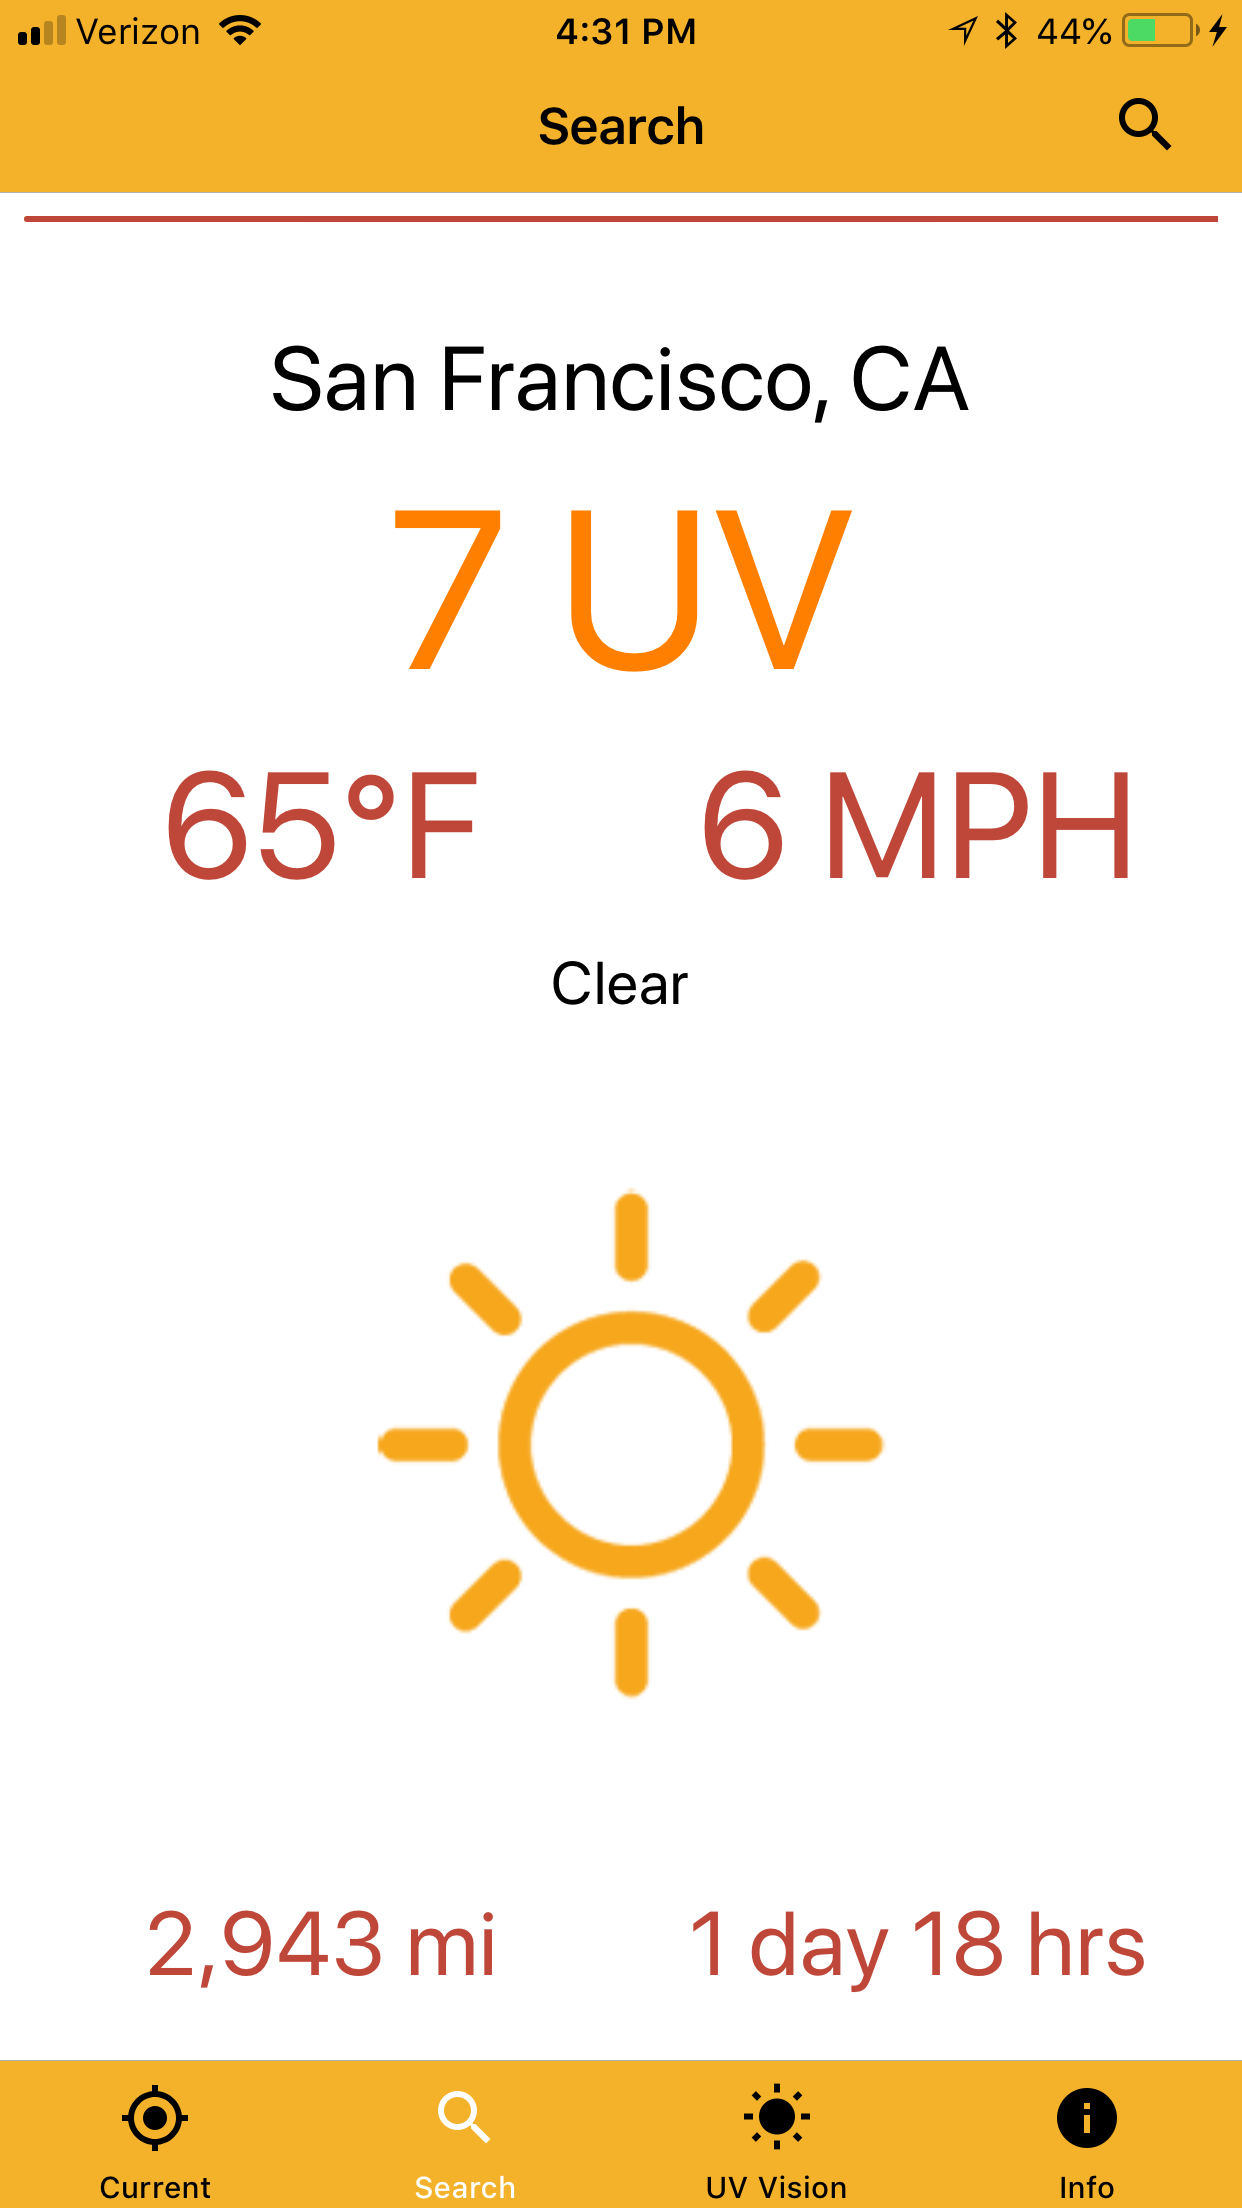 Verizon 4:31 PM 44%
Search
San Francisco, CA
7 UV
65°F 6 MPH
Clear
2,943 mi 1 day 18 hrs
Current Search UV Vision Info